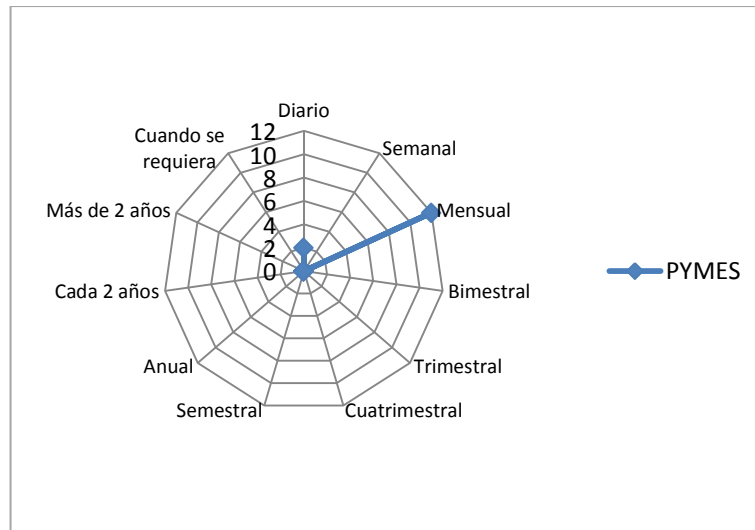 Diario
Cuando se
requiera
Semanal
Más de 2 años
Mensual
Cada 2 años
Bimestral
Anual
Trimestral
Semestral
Cuatrimestral
12
10
8
6
4
2
0
PYMES